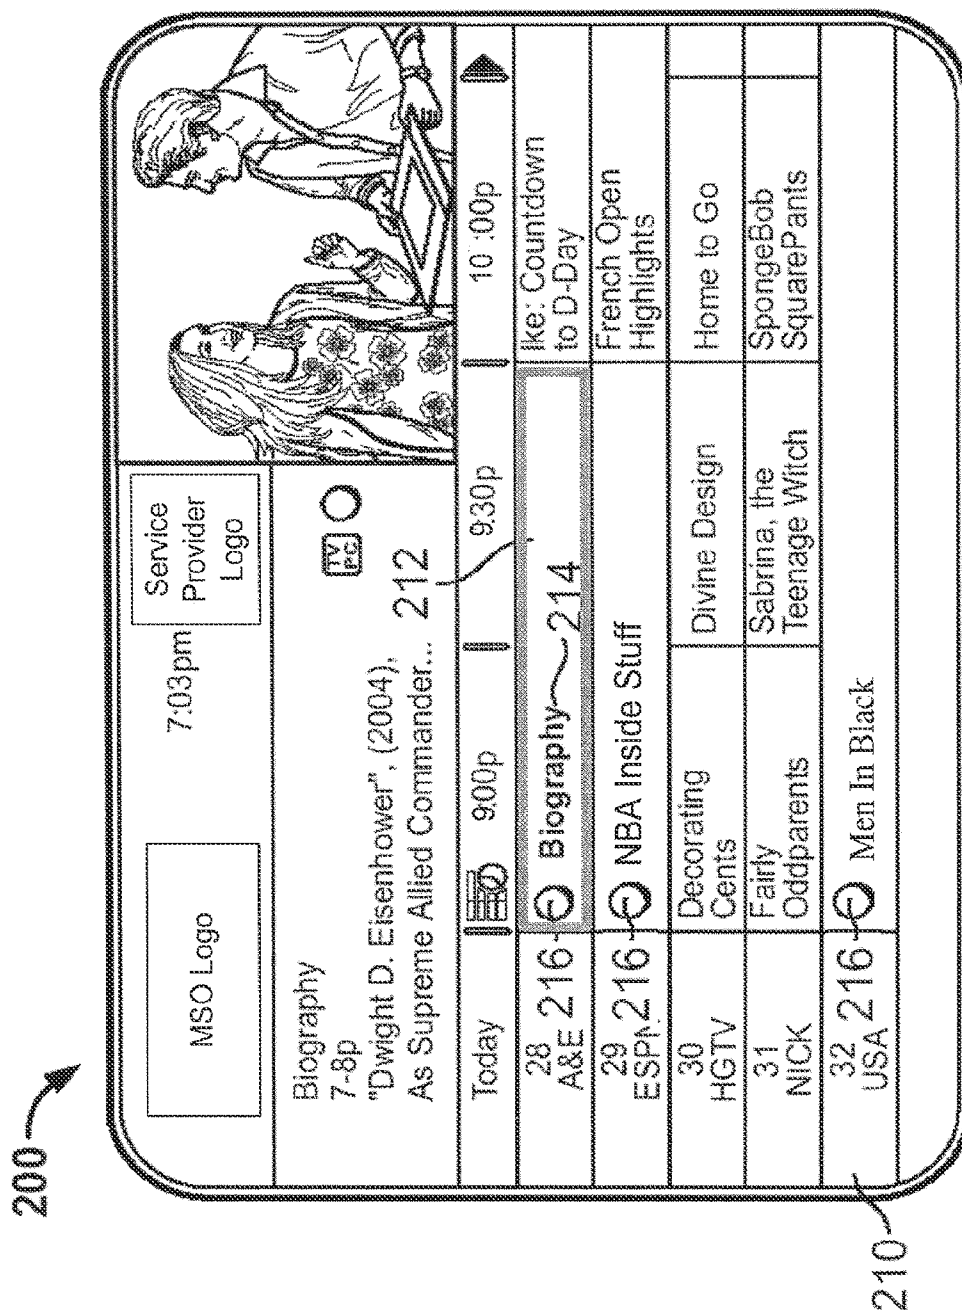 200
MSO Logo
7:03pm
Service
Provider
Logo
Biography
7-8p
"Dwight D. Eisenhower", (2004),
As Supreme Allied Commander...
TV
PG
212
Today
9:00p
9:30p
10:00p
28
A&E
216
Biography
214
Ike: Countdown
to D-Day
29
ESPN
216
NBA Inside Stuff
French Open
Highlights
30
HGTV
Decorating
Cents
Divine Design
Home to Go
31
NICK
Fairly
Oddparents
Sabrina, the
Teenage Witch
SpongeBob
SquarePants
32
USA
216
Men In Black
210